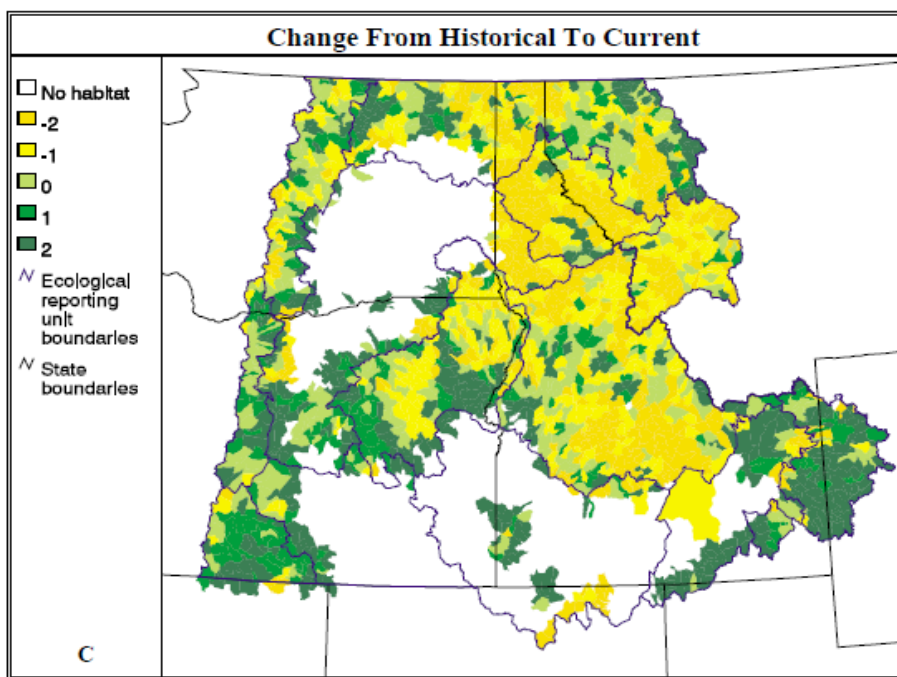 Change From Historical To Current
No habitat
-2
-1
0
1
2
Ecological
reporting
unit
boundaries
State
boundaries
C